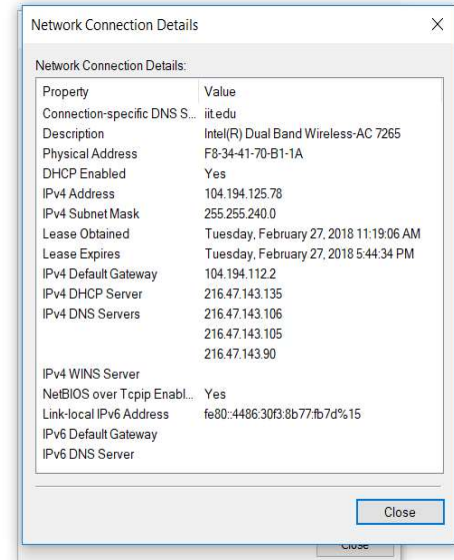 Network Connection Details
Network Connection Details:
Property Value
Connection-specific DNS S... iit.edu
Description Intel(R) Dual Band Wireless-AC 7265
Physical Address F8-34-41-70-B1-1A
DHCP Enabled Yes
IPv4 Address 104.194.125.78
IPv4 Subnet Mask 255.255.240.0
Lease Obtained Tuesday, February 27, 2018 11:19:06 AM
Lease Expires Tuesday, February 27, 2018 5:44:34 PM
IPv4 Default Gateway 104.194.112.2
IPv4 DHCP Server 216.47.143.135
IPv4 DNS Servers 216.47.143.106
216.47.143.105
216.47.143.90
IPv4 WINS Server
NetBIOS over Tcpip Enabl... Yes
Link-local IPv6 Address fe80::4486:30f3:8b77:fb7d%15
IPv6 Default Gateway
IPv6 DNS Server
Close
Close